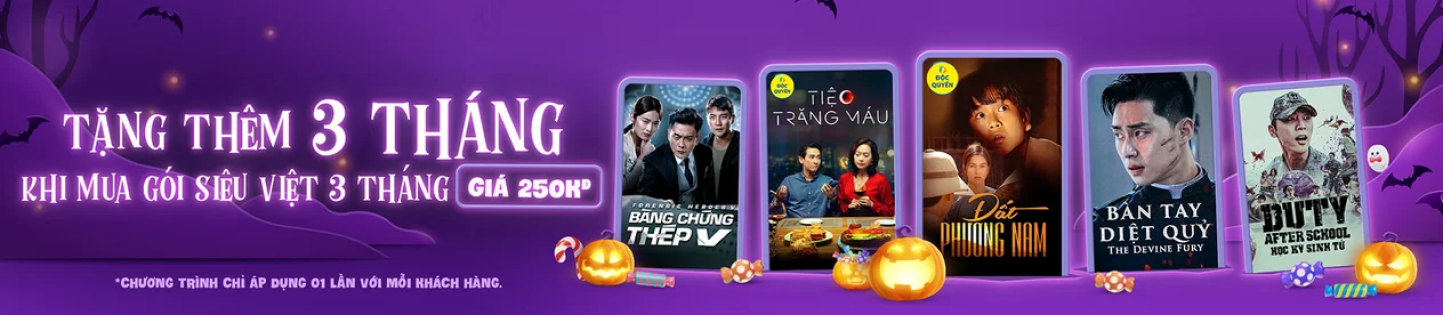 TẶNG THÊM 3 THÁNG
KHI MUA GÓI SIÊU VIỆT 3 THÁNG GIÁ 250KĐ
*CHƯƠNG TRÌNH CHỈ ÁP DỤNG 01 LẦN VỚI MỖI KHÁCH HÀNG.
FORENSIC HEROES V
BẰNG CHỨNG
THÉP V
ĐỘC
QUYỀN
TIỆC
TRĂNG MÁU
ĐỘC
QUYỀN
Đất
PHƯƠNG NAM
BÀN TAY
DIỆT QUỶ
THE DEVINE FURY
DUTY
AFTER SCHOOL
HỌC KỲ SINH TỬ